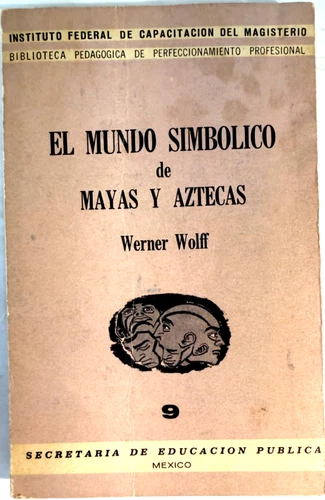 INSTITUTO FEDERAL DE CAPACITACION DEL MAGISTERIO
BIBLIOTECA PEDAGOGICA DE PERFECCIONAMIENTO PROFESIONAL
EL MUNDO SIMBOLICO
de
MAYAS Y AZTECAS
Werner Wolff
9
SECRETARIA DE EDUCACION PUBLICA
MEXICO